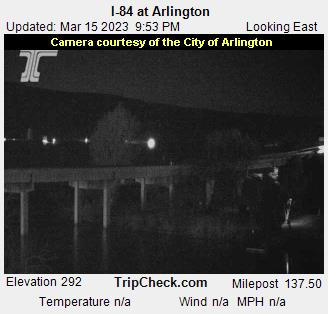 I-84 at Arlington
Updated: Mar 15 2023 9:53 PM Looking East
Camera courtesy of the City of Arlington
Elevation 292 TripCheck.com Milepost 137.50
Temperature n/a Wind n/a MPH n/a